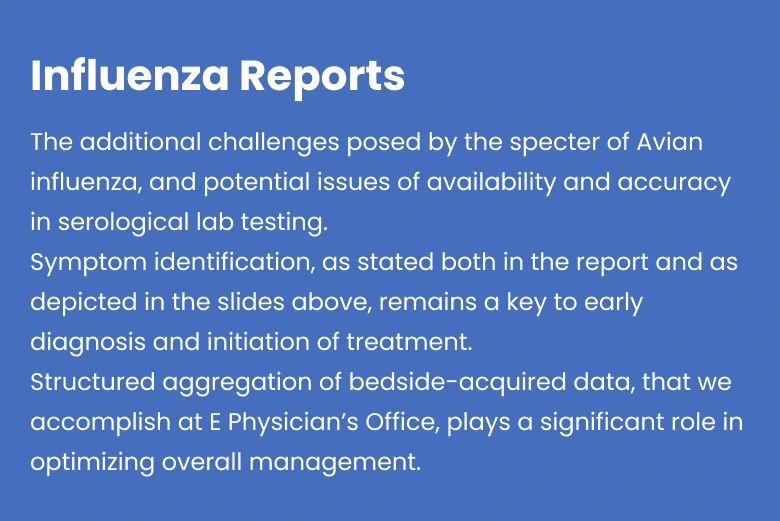 Influenza Reports
The additional challenges posed by the specter of Avian
influenza, and potential issues of availability and accuracy
in serological lab testing.
Symptom identification, as stated both in the report and as
depicted in the slides above, remains a key to early
diagnosis and initiation of treatment.
Structured aggregation of bedside-acquired data, that we
accomplish at E Physician’s Office, plays a significant role in
optimizing overall management.